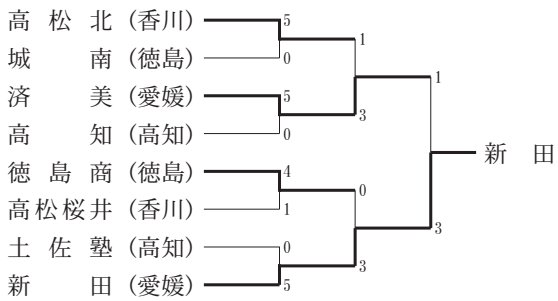 高松北（香川） 5
1
城南（徳島） 0
1
済美（愛媛） 5
3
高知（高知） 0
新田
徳島商（徳島） 4
0
高松桜井（香川） 1
3
土佐塾（高知） 0
3
新田（愛媛） 5